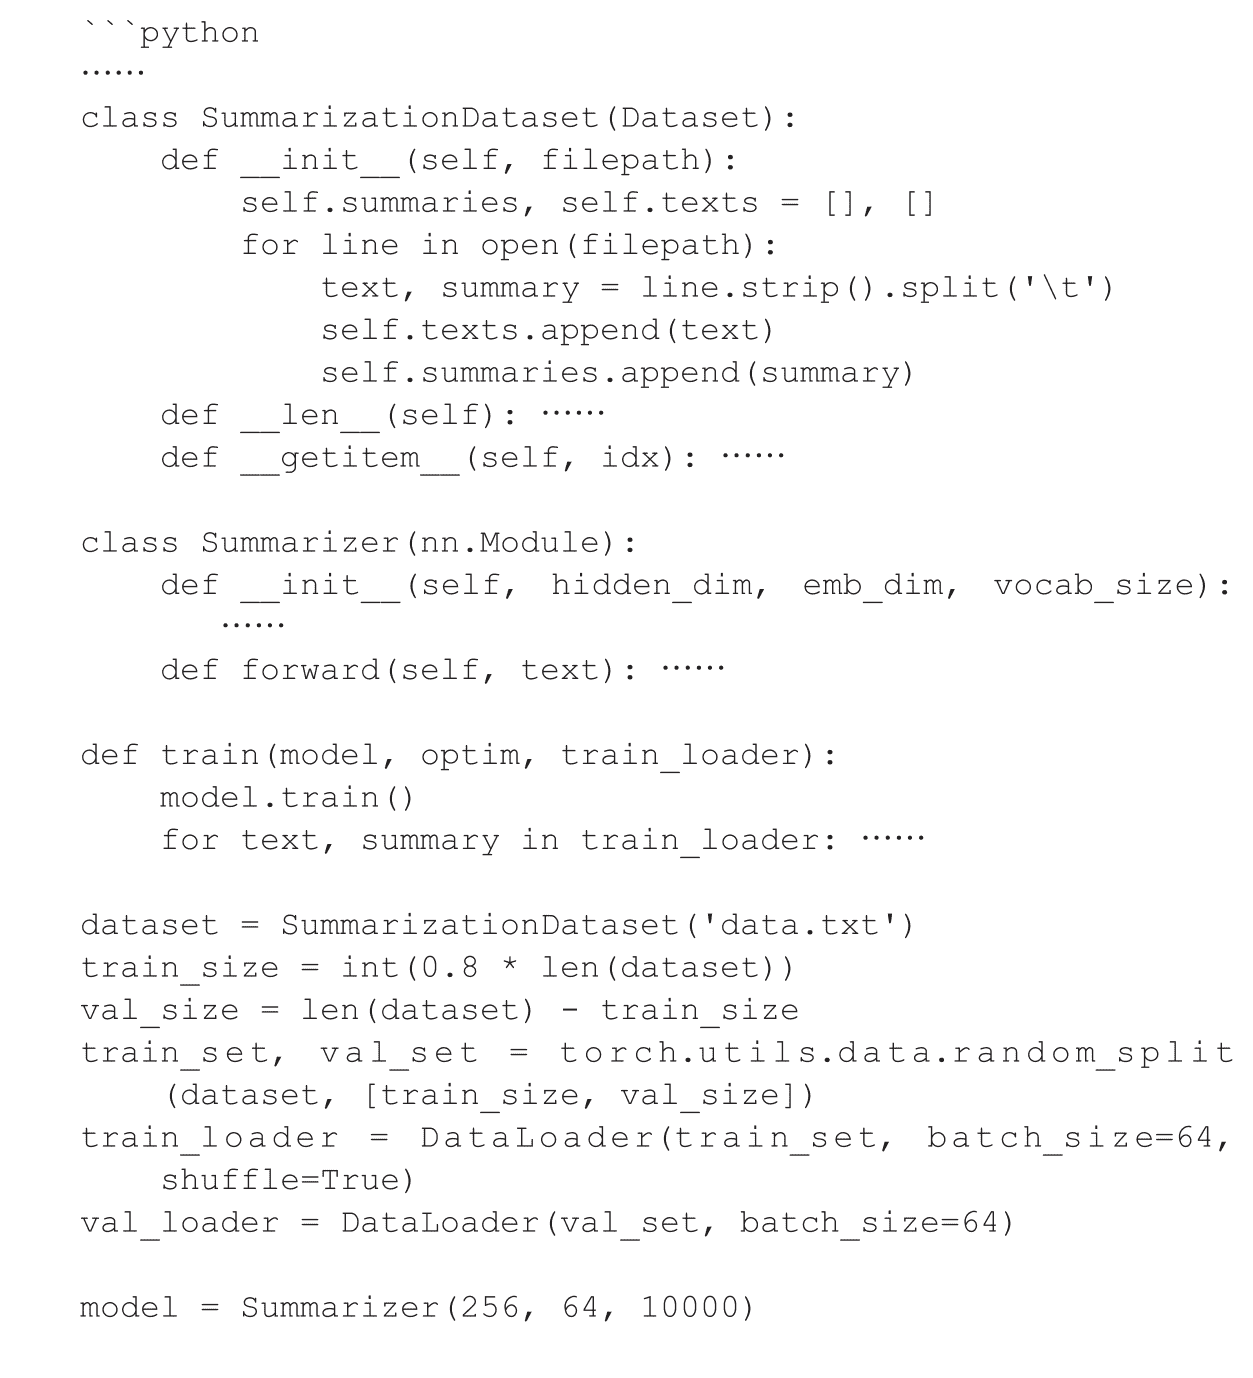 ```python
……
class SummarizationDataset(Dataset):
    def __init__(self, filepath):
        self.summaries, self.texts = [], []
        for line in open(filepath):
            text, summary = line.strip().split('\t')
            self.texts.append(text)
            self.summaries.append(summary)
    def __len__(self): ……
    def __getitem__(self, idx): ……

class Summarizer(nn.Module):
    def __init__(self, hidden_dim, emb_dim, vocab_size):
       ……
    def forward(self, text): ……

def train(model, optim, train_loader):
    model.train()
    for text, summary in train_loader: ……

dataset = SummarizationDataset('data.txt')
train_size = int(0.8 * len(dataset))
val_size = len(dataset) - train_size
train_set, val_set = torch.utils.data.random_split
    (dataset, [train_size, val_size])
train_loader = DataLoader(train_set, batch_size=64,
    shuffle=True)
val_loader = DataLoader(val_set, batch_size=64)

model = Summarizer(256, 64, 10000)